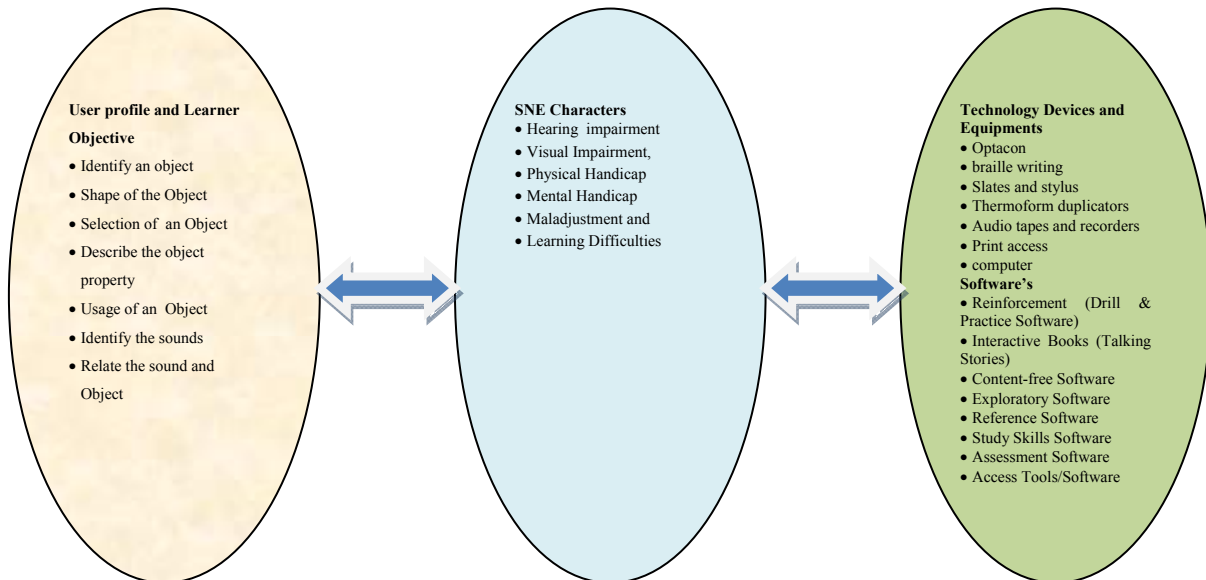 User profile and Learner
Objective
• Identify an object
• Shape of the Object
• Selection of an Object
• Describe the object
property
• Usage of an Object
• Identify the sounds
• Relate the sound and
Object
SNE Characters
• Hearing impairment
• Visual Impairment,
• Physical Handicap
• Mental Handicap
• Maladjustment and
• Learning Difficulties
Technology Devices and
Equipments
• Optacon
• braille writing
• Slates and stylus
• Thermoform duplicators
• Audio tapes and recorders
• Print access
• computer
Software's
• Reinforcement (Drill &
Practice Software)
• Interactive Books (Talking
Stories)
• Content-free Software
• Exploratory Software
• Reference Software
• Study Skills Software
• Assessment Software
• Access Tools/Software